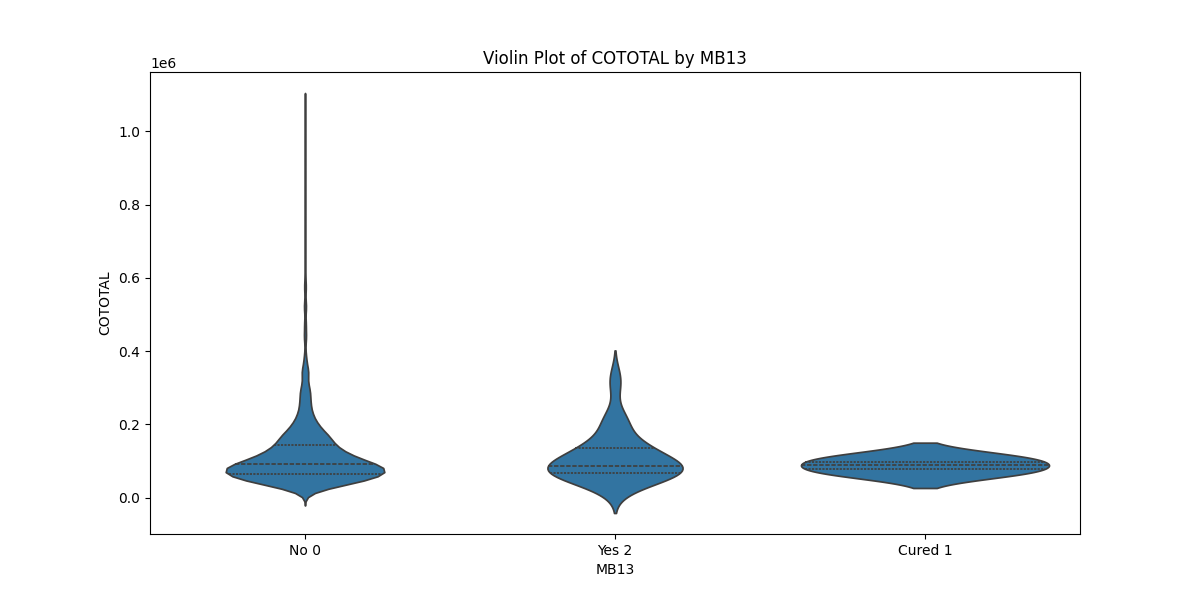 Violin Plot of COTOTAL by MB13
1e6
1.0
0.8
0.6
0.4
0.2
0.0
COTOTAL
No 0
Yes 2
Cured 1
MB13